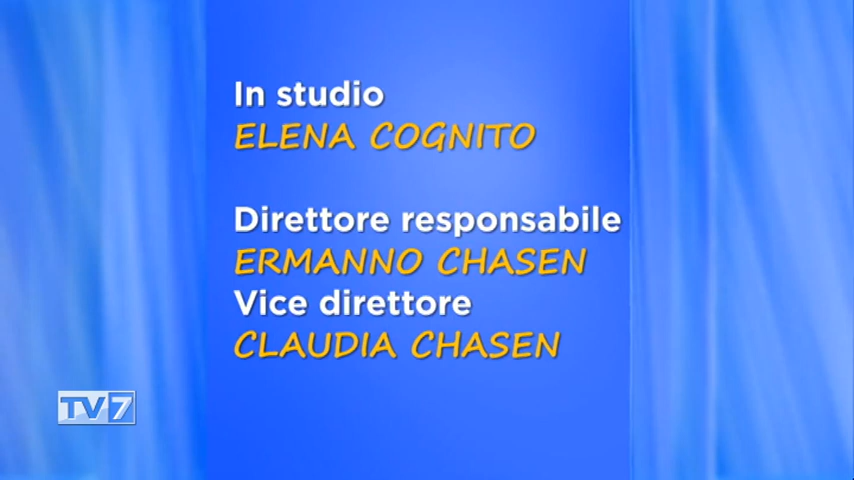 In studio
ELENA COGNITO
Direttore responsabile
ERMANNO CHASEN
Vice direttore
CLAUDIA CHASEN
TV7